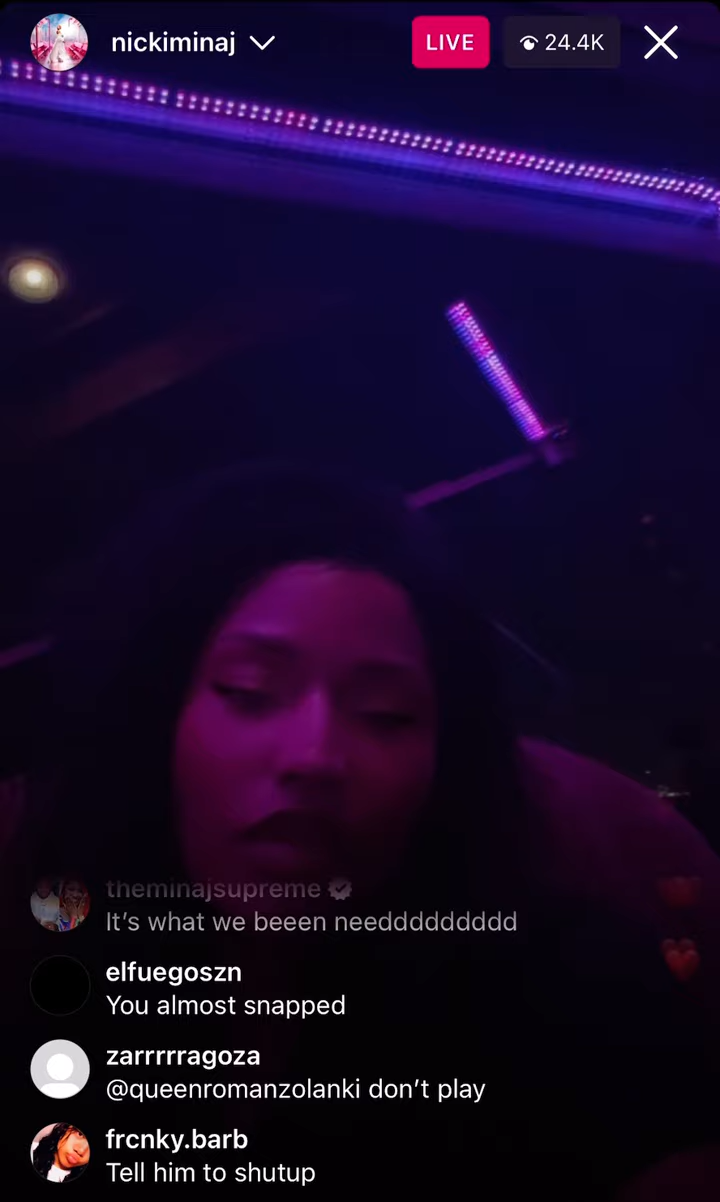 nickiminaj
LIVE
24.4K
theminajsupreme
It’s what we beeen needdddddddd
elfuegoszn
You almost snapped
zarrrrragoza
@queenromanzolanki don’t play
frcnky.barb
Tell him to shutup